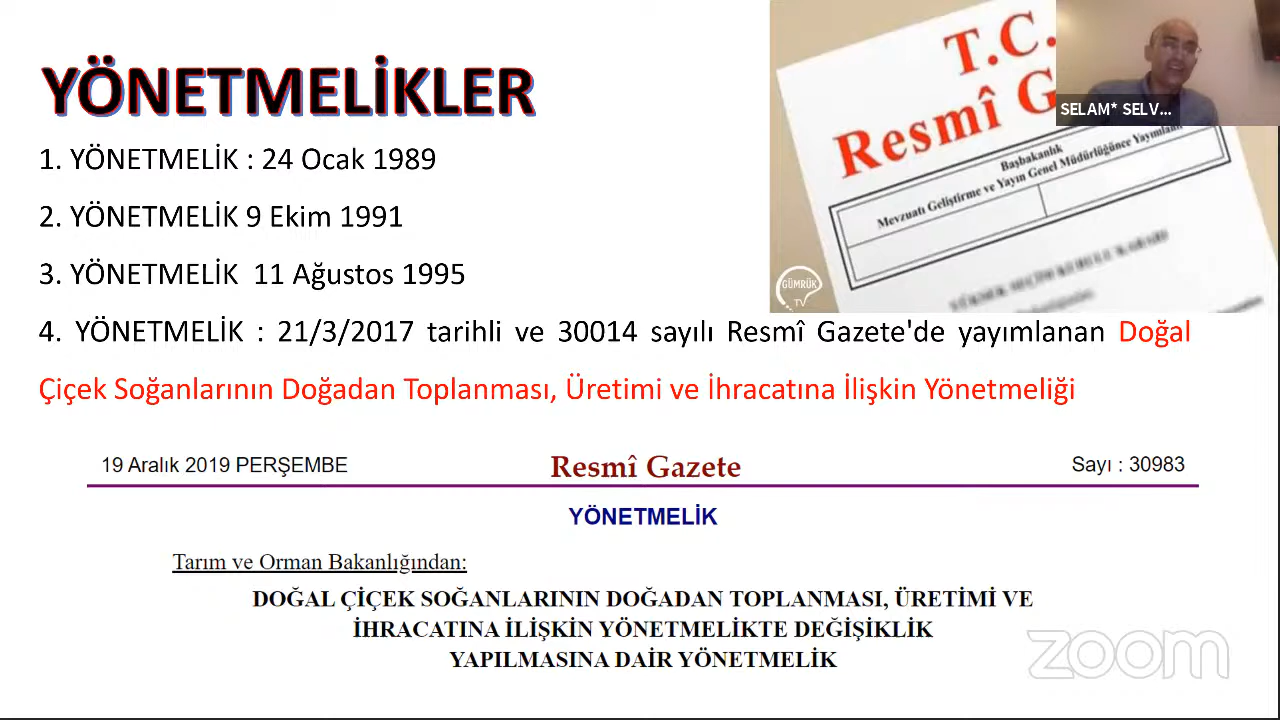 YÖNETMELİKLER
T.C.
Resmî G
SELAM* SELV...
Başbakanlık
Mevzuatı Geliştirme ve Yayın Genel Müdürlüğünce Yayımlanır
GÜMRÜK
TV
1. YÖNETMELİK : 24 Ocak 1989
2. YÖNETMELİK 9 Ekim 1991
3. YÖNETMELİK 11 Ağustos 1995
4. YÖNETMELİK : 21/3/2017 tarihli ve 30014 sayılı Resmî Gazete'de yayımlanan Doğal
Çiçek Soğanlarının Doğadan Toplanması, Üretimi ve İhracatına İlişkin Yönetmeliği
19 Aralık 2019 PERŞEMBE
Resmî Gazete
Sayı : 30983
YÖNETMELİK
Tarım ve Orman Bakanlığından:
DOĞAL ÇİÇEK SOĞANLARININ DOĞADAN TOPLANMASI, ÜRETİMİ VE
İHRACATINA İLİŞKİN YÖNETMELİKTE DEĞİŞİKLİK
YAPILMASINA DAİR YÖNETMELİK
zoom